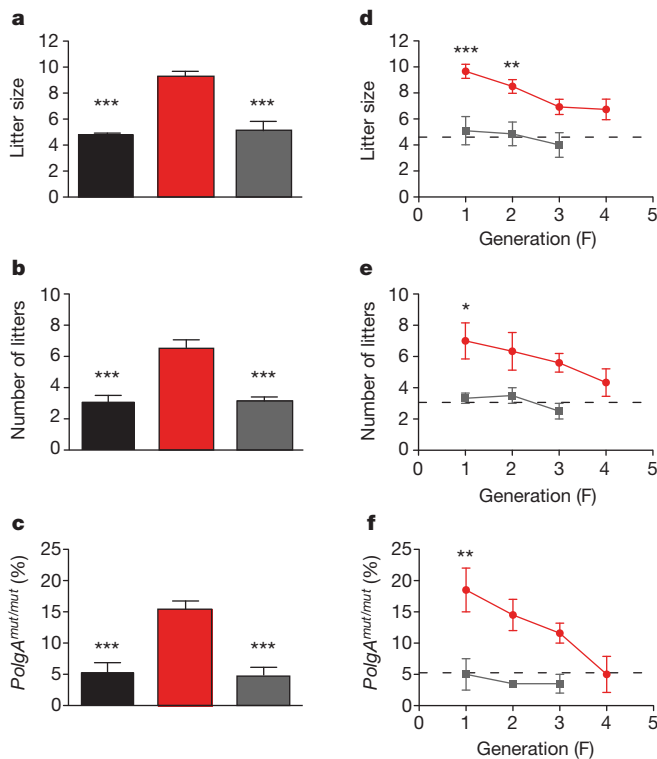 a
Litter size
12
10
8
6
4
2
0
***
***
d
Litter size
12
10
8
6
4
2
0
***
**
0 1 2 3 4 5
Generation (F)
b
Number of litters
10
8
6
4
2
0
***
***
e
Number of litters
10
8
6
4
2
0
*
0 1 2 3 4 5
Generation (F)
c
PolgA^mut/mut (%)
25
20
15
10
5
0
***
***
f
PolgA^mut/mut (%)
25
20
15
10
5
0
**
0 1 2 3 4 5
Generation (F)